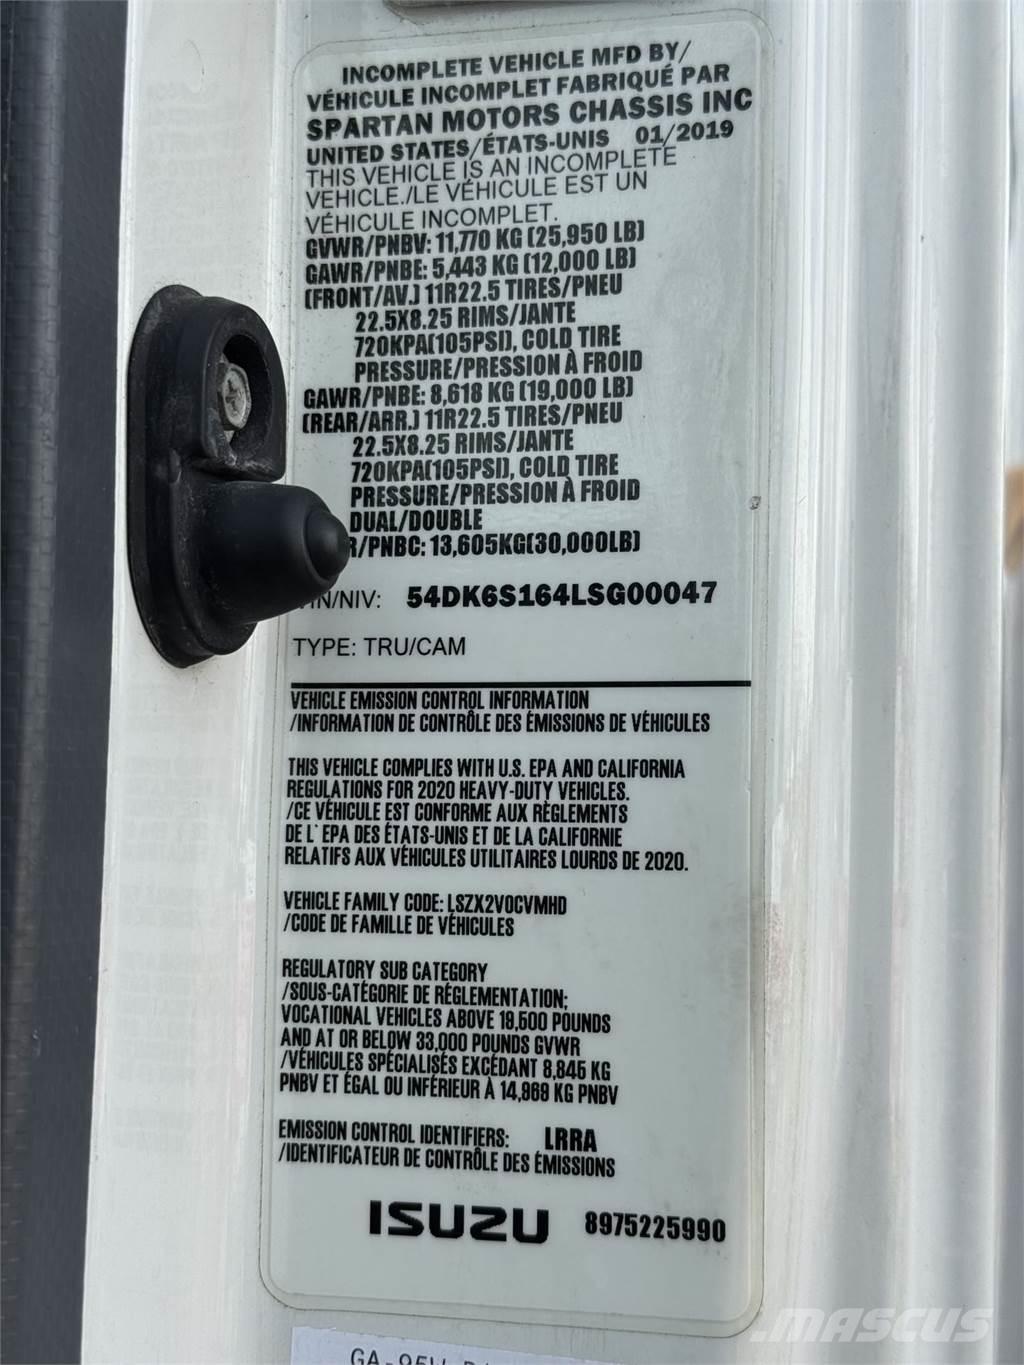 INCOMPLETE VEHICLE MFD BY/
VÉHICULE INCOMPLET FABRIQUÉ PAR
SPARTAN MOTORS CHASSIS INC
UNITED STATES/ÉTATS-UNIS 01/2019
THIS VEHICLE IS AN INCOMPLETE
VEHICLE./LE VÉHICULE EST UN
VÉHICULE INCOMPLET.
GVWR/PNBV: 11,770 KG (25,950 LB)
GAWR/PNBE: 5,443 KG (12,000 LB)
(FRONT/AV.) 11R22.5 TIRES/PNEU
22.5X8.25 RIMS/JANTE
720KPA(105PSI), COLD TIRE
PRESSURE/PRESSION À FROID
GAWR/PNBE: 8,618 KG (19,000 LB)
(REAR/ARR.) 11R22.5 TIRES/PNEU
22.5X8.25 RIMS/JANTE
720KPA(105PSI), COLD TIRE
PRESSURE/PRESSION À FROID
DUAL/DOUBLE
/PNBC: 13,605KG(30,000LB)
/NIV: 54DK6S164LSG00047
TYPE: TRU/CAM
VEHICLE EMISSION CONTROL INFORMATION
/INFORMATION DE CONTRÔLE DES ÉMISSIONS DE VÉHICULES
THIS VEHICLE COMPLIES WITH U.S. EPA AND CALIFORNIA
REGULATIONS FOR 2020 HEAVY-DUTY VEHICLES.
/CE VÉHICULE EST CONFORME AUX RÈGLEMENTS
DE L'EPA DES ÉTATS-UNIS ET DE LA CALIFORNIE
RELATIFS AUX VÉHICULES UTILITAIRES LOURDS DE 2020.
VEHICLE FAMILY CODE: LSZX2VOCVMHD
/CODE DE FAMILLE DE VÉHICULES
REGULATORY SUB CATEGORY
/SOUS-CATÉGORIE DE RÉGLEMENTATION:
VOCATIONAL VEHICLES ABOVE 19,500 POUNDS
AND AT OR BELOW 33,000 POUNDS GVWR
/VÉHICULES SPÉCIALISÉS EXCÉDANT 8,845 KG
PNBV ET ÉGAL OU INFÉRIEUR À 14,969 KG PNBV
EMISSION CONTROL IDENTIFIERS: LRRA
/IDENTIFICATEUR DE CONTRÔLE DES ÉMISSIONS
ISUZU 8975225990
MASCUS